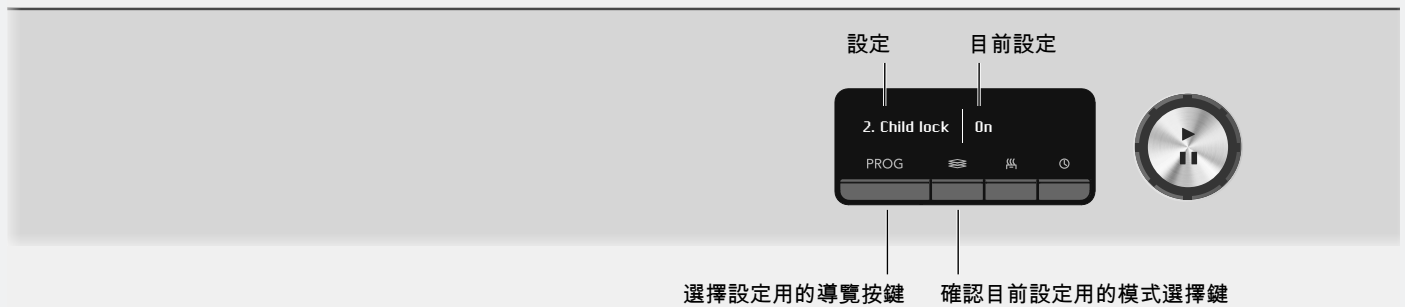 設定
目前設定
2. Child lock On
PROG
選擇設定用的導覽按鍵
確認目前設定用的模式選擇鍵